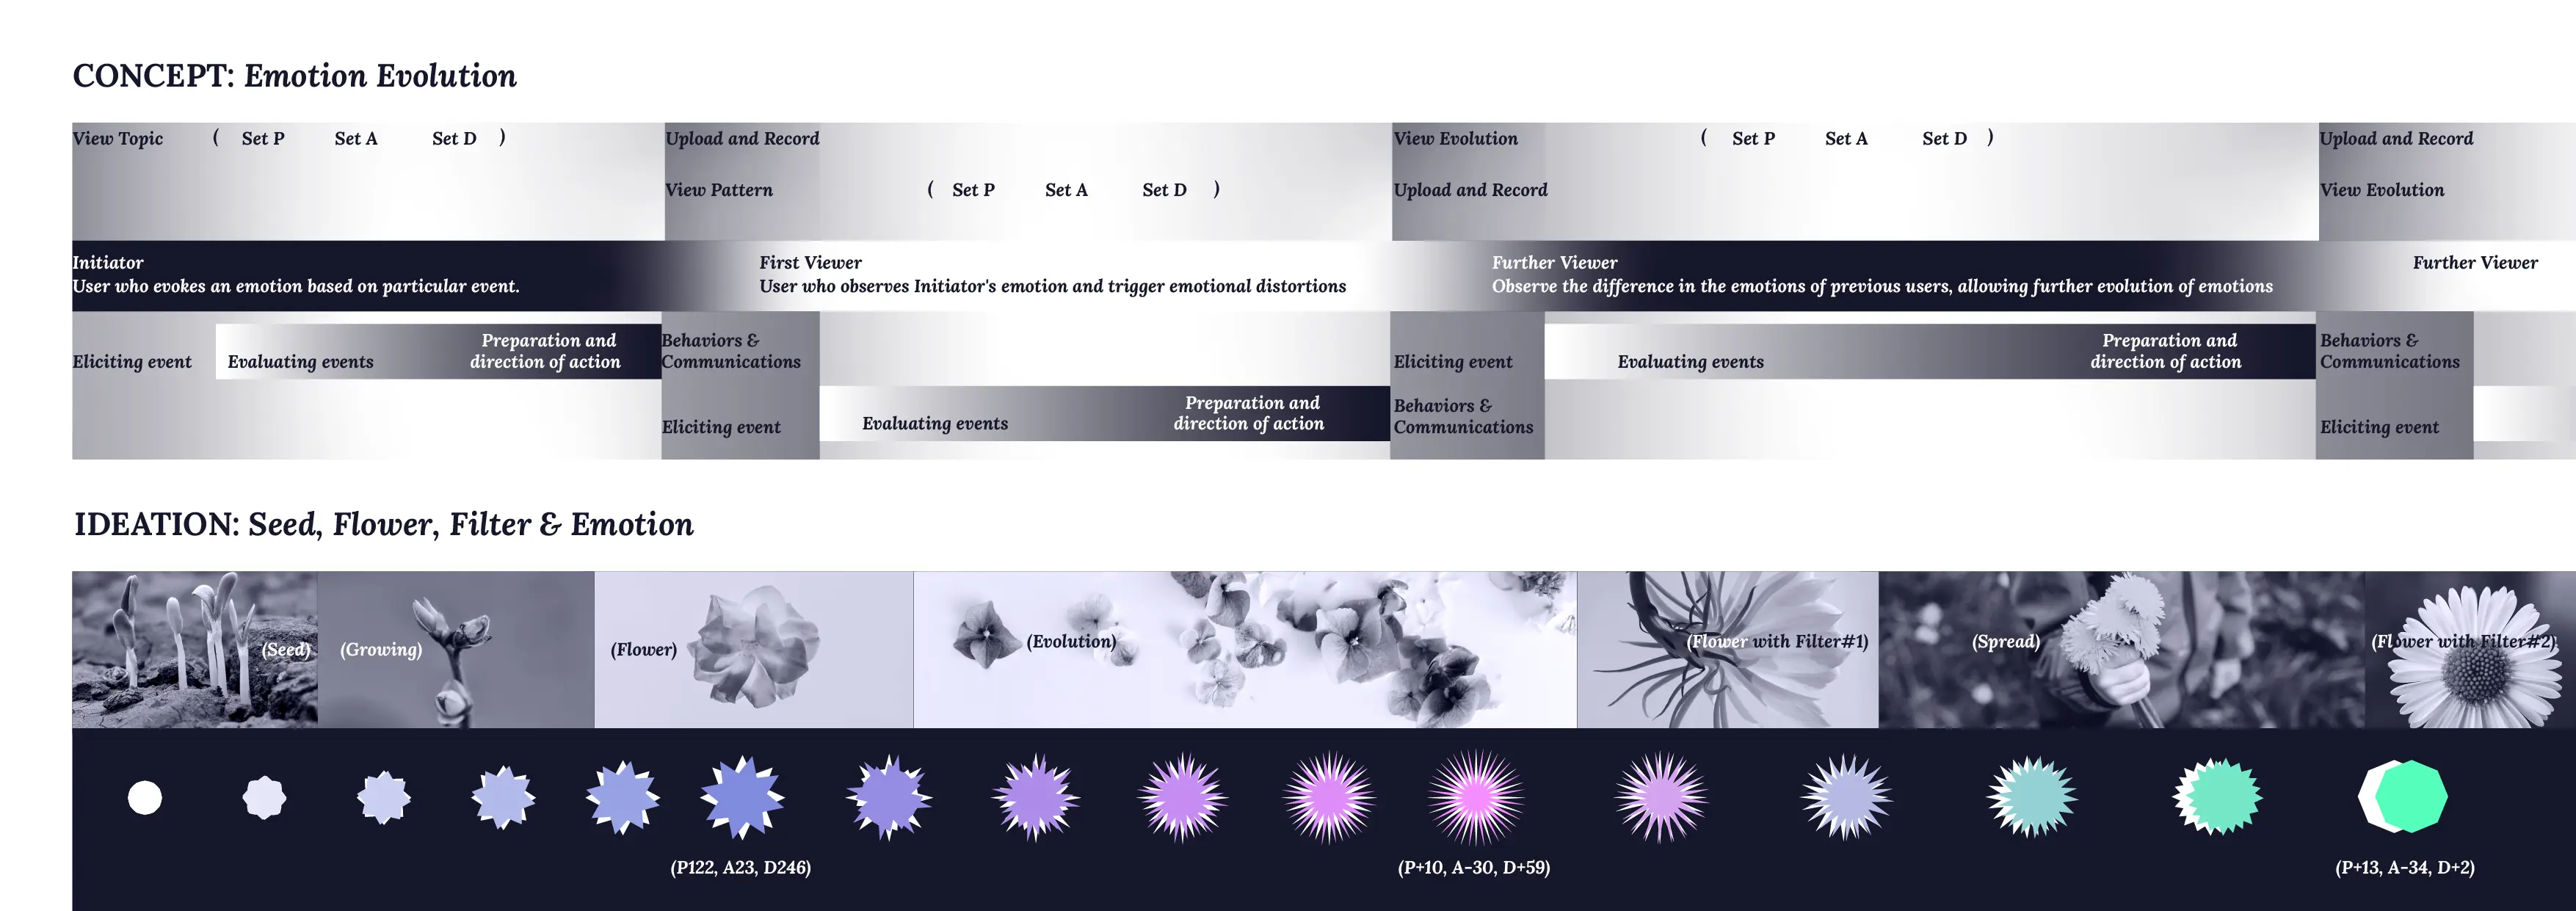 CONCEPT: Emotion Evolution
View Topic ( Set P Set A Set D )
Upload and Record
View Evolution ( Set P Set A Set D )
Upload and Record
View Pattern ( Set P Set A Set D )
Upload and Record
View Evolution
Initiator
User who evokes an emotion based on particular event.
First Viewer
User who observes Initiator's emotion and trigger emotional distortions
Further Viewer
Observe the difference in the emotions of previous users, allowing further evolution of emotions
Further Viewer
Eliciting event
Evaluating events
Preparation and
direction of action
Behaviors &
Communications
Eliciting event
Evaluating events
Preparation and
direction of action
Eliciting event
Behaviors &
Communications
Evaluating events
Preparation and
direction of action
Behaviors &
Communications
Eliciting event
IDEATION: Seed, Flower, Filter & Emotion
(Seed)
(Growing)
(Flower)
(Evolution)
(Flower with Filter#1)
(Spread)
(Flower with Filter#2)
(P122, A23, D246)
(P+10, A-30, D+59)
(P+13, A-34, D+2)